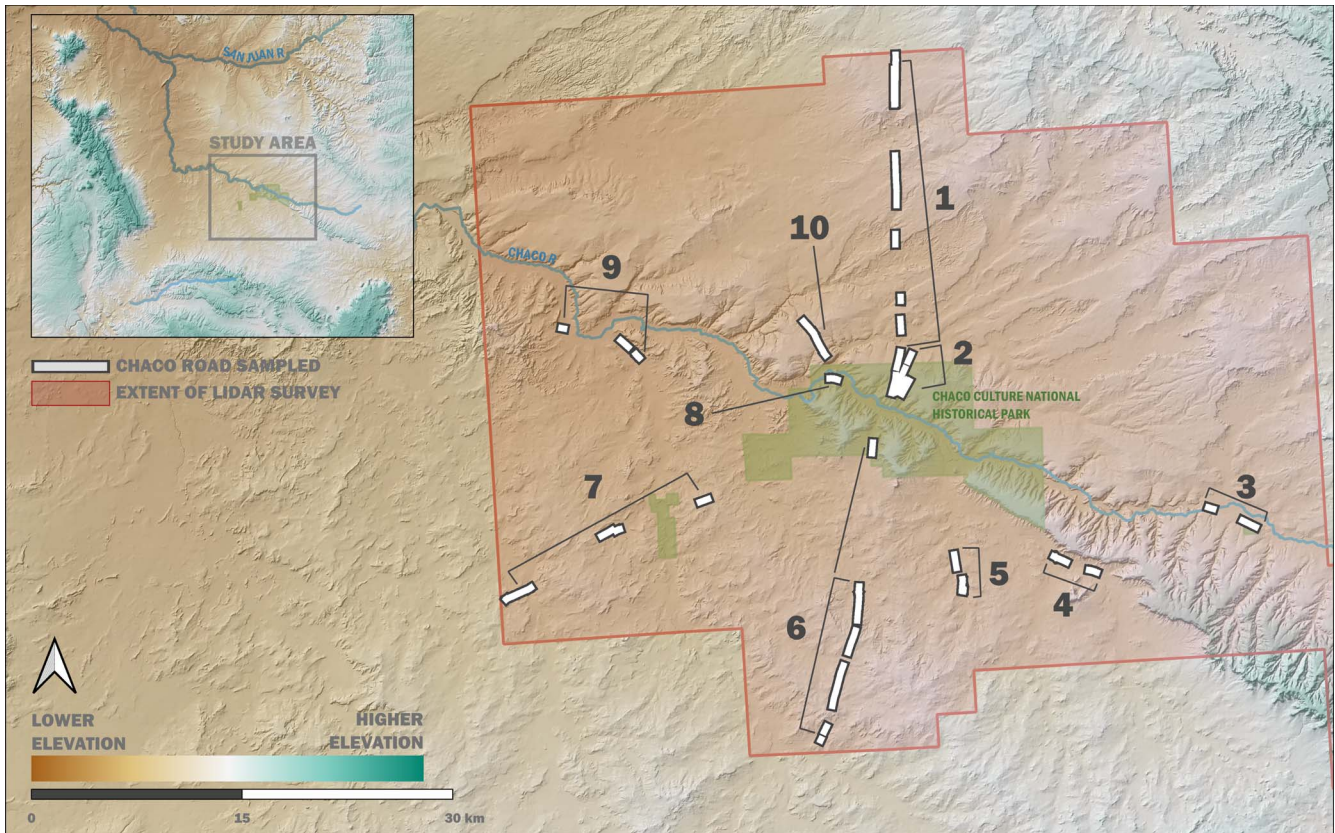 SAN JUAN R
STUDY AREA
CHACO ROAD SAMPLED
EXTENT OF LIDAR SURVEY
CHACO R
1
10
9
2
CHACO CULTURE NATIONAL
HISTORICAL PARK
8
7
3
5
4
6
LOWER
ELEVATION
HIGHER
ELEVATION
0
15
30 km